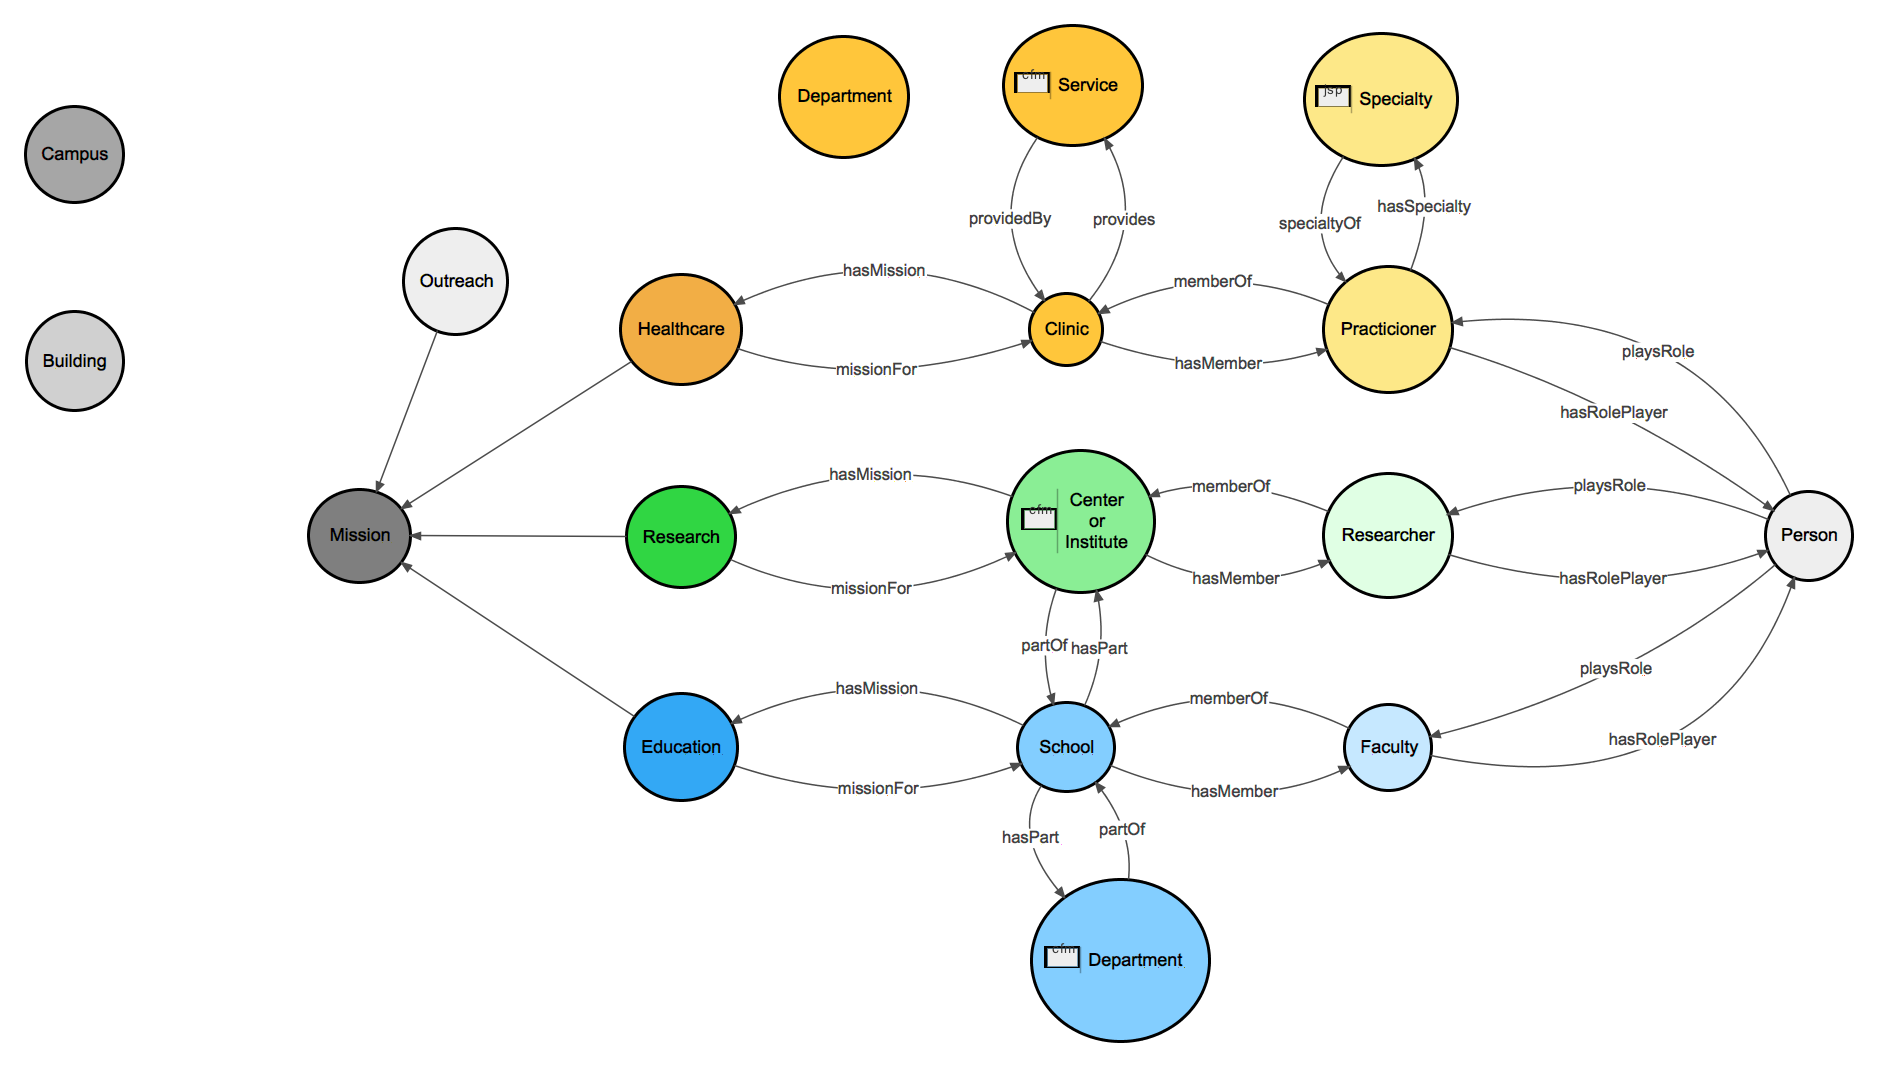 cfm
Service
Department
jsp
Specialty
Campus
providedBy
provides
specialtyOf
hasSpecialty
Outreach
hasMission
memberOf
Healthcare
Clinic
Practicioner
playsRole
Building
missionFor
hasMember
hasRolePlayer
hasMission
memberOf
playsRole
cfm
Center
or
Institute
Mission
Research
Researcher
Person
missionFor
hasMember
hasRolePlayer
partOf
hasPart
playsRole
hasMission
memberOf
Education
School
Faculty
hasRolePlayer
missionFor
hasMember
hasPart
partOf
cfm
Department